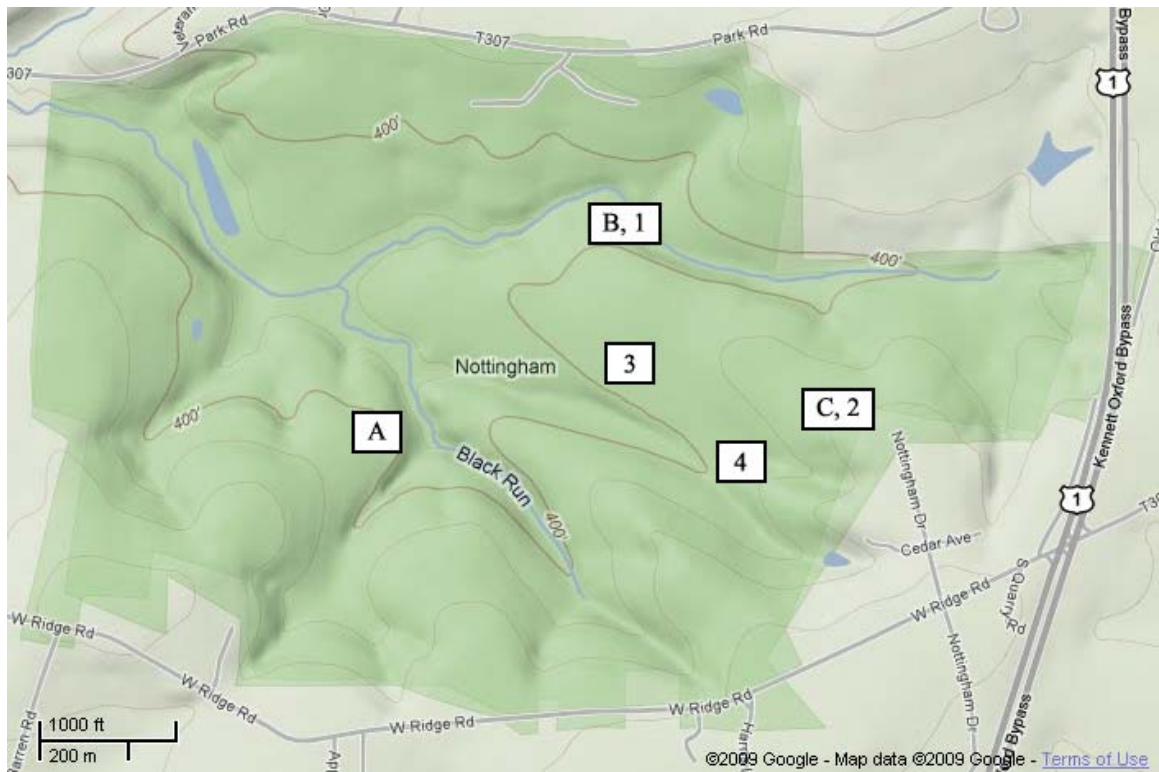 Park Rd
T307
Park Rd
Bypass
307
1
400'
B, 1
400'
Nottingham
3
C, 2
400'
A
4
Black Run
Nottingham Dr
Kennett Oxford Bypass
1
400'
Cedar Ave
S Quarry Rd
W Ridge Rd
W Ridge Rd
W Ridge Rd
W Ridge Rd
Nottingham Dr
1000 ft
200 m
©2009 Google - Map data ©2009 Google - Terms of Use